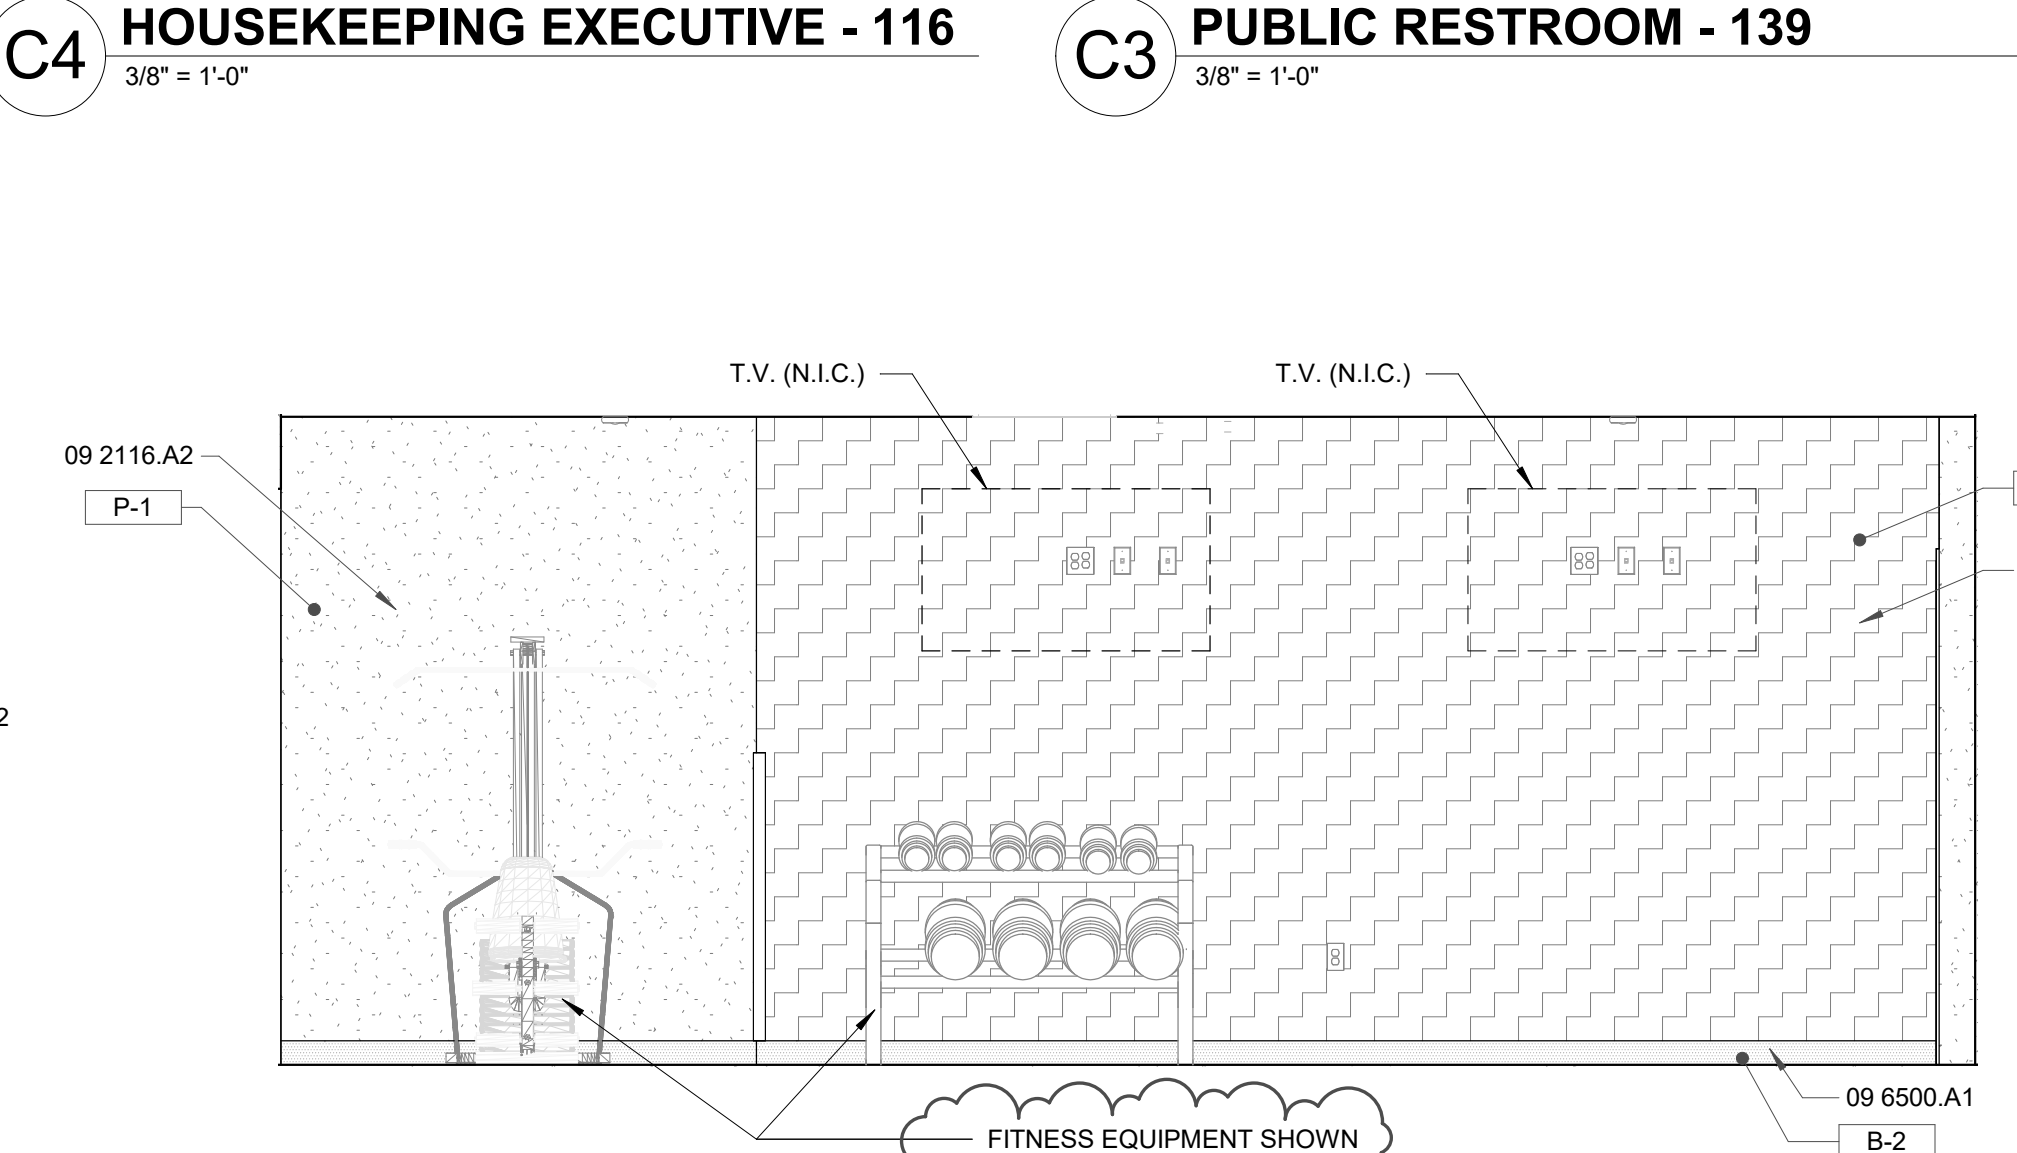 C4
HOUSEKEEPING EXECUTIVE - 116
3/8" = 1'-0"
C3
PUBLIC RESTROOM - 139
3/8" = 1'-0"
T.V. (N.I.C.)
T.V. (N.I.C.)
09 2116.A2
P-1
2
09 6500.A1
FITNESS EQUIPMENT SHOWN
B-2